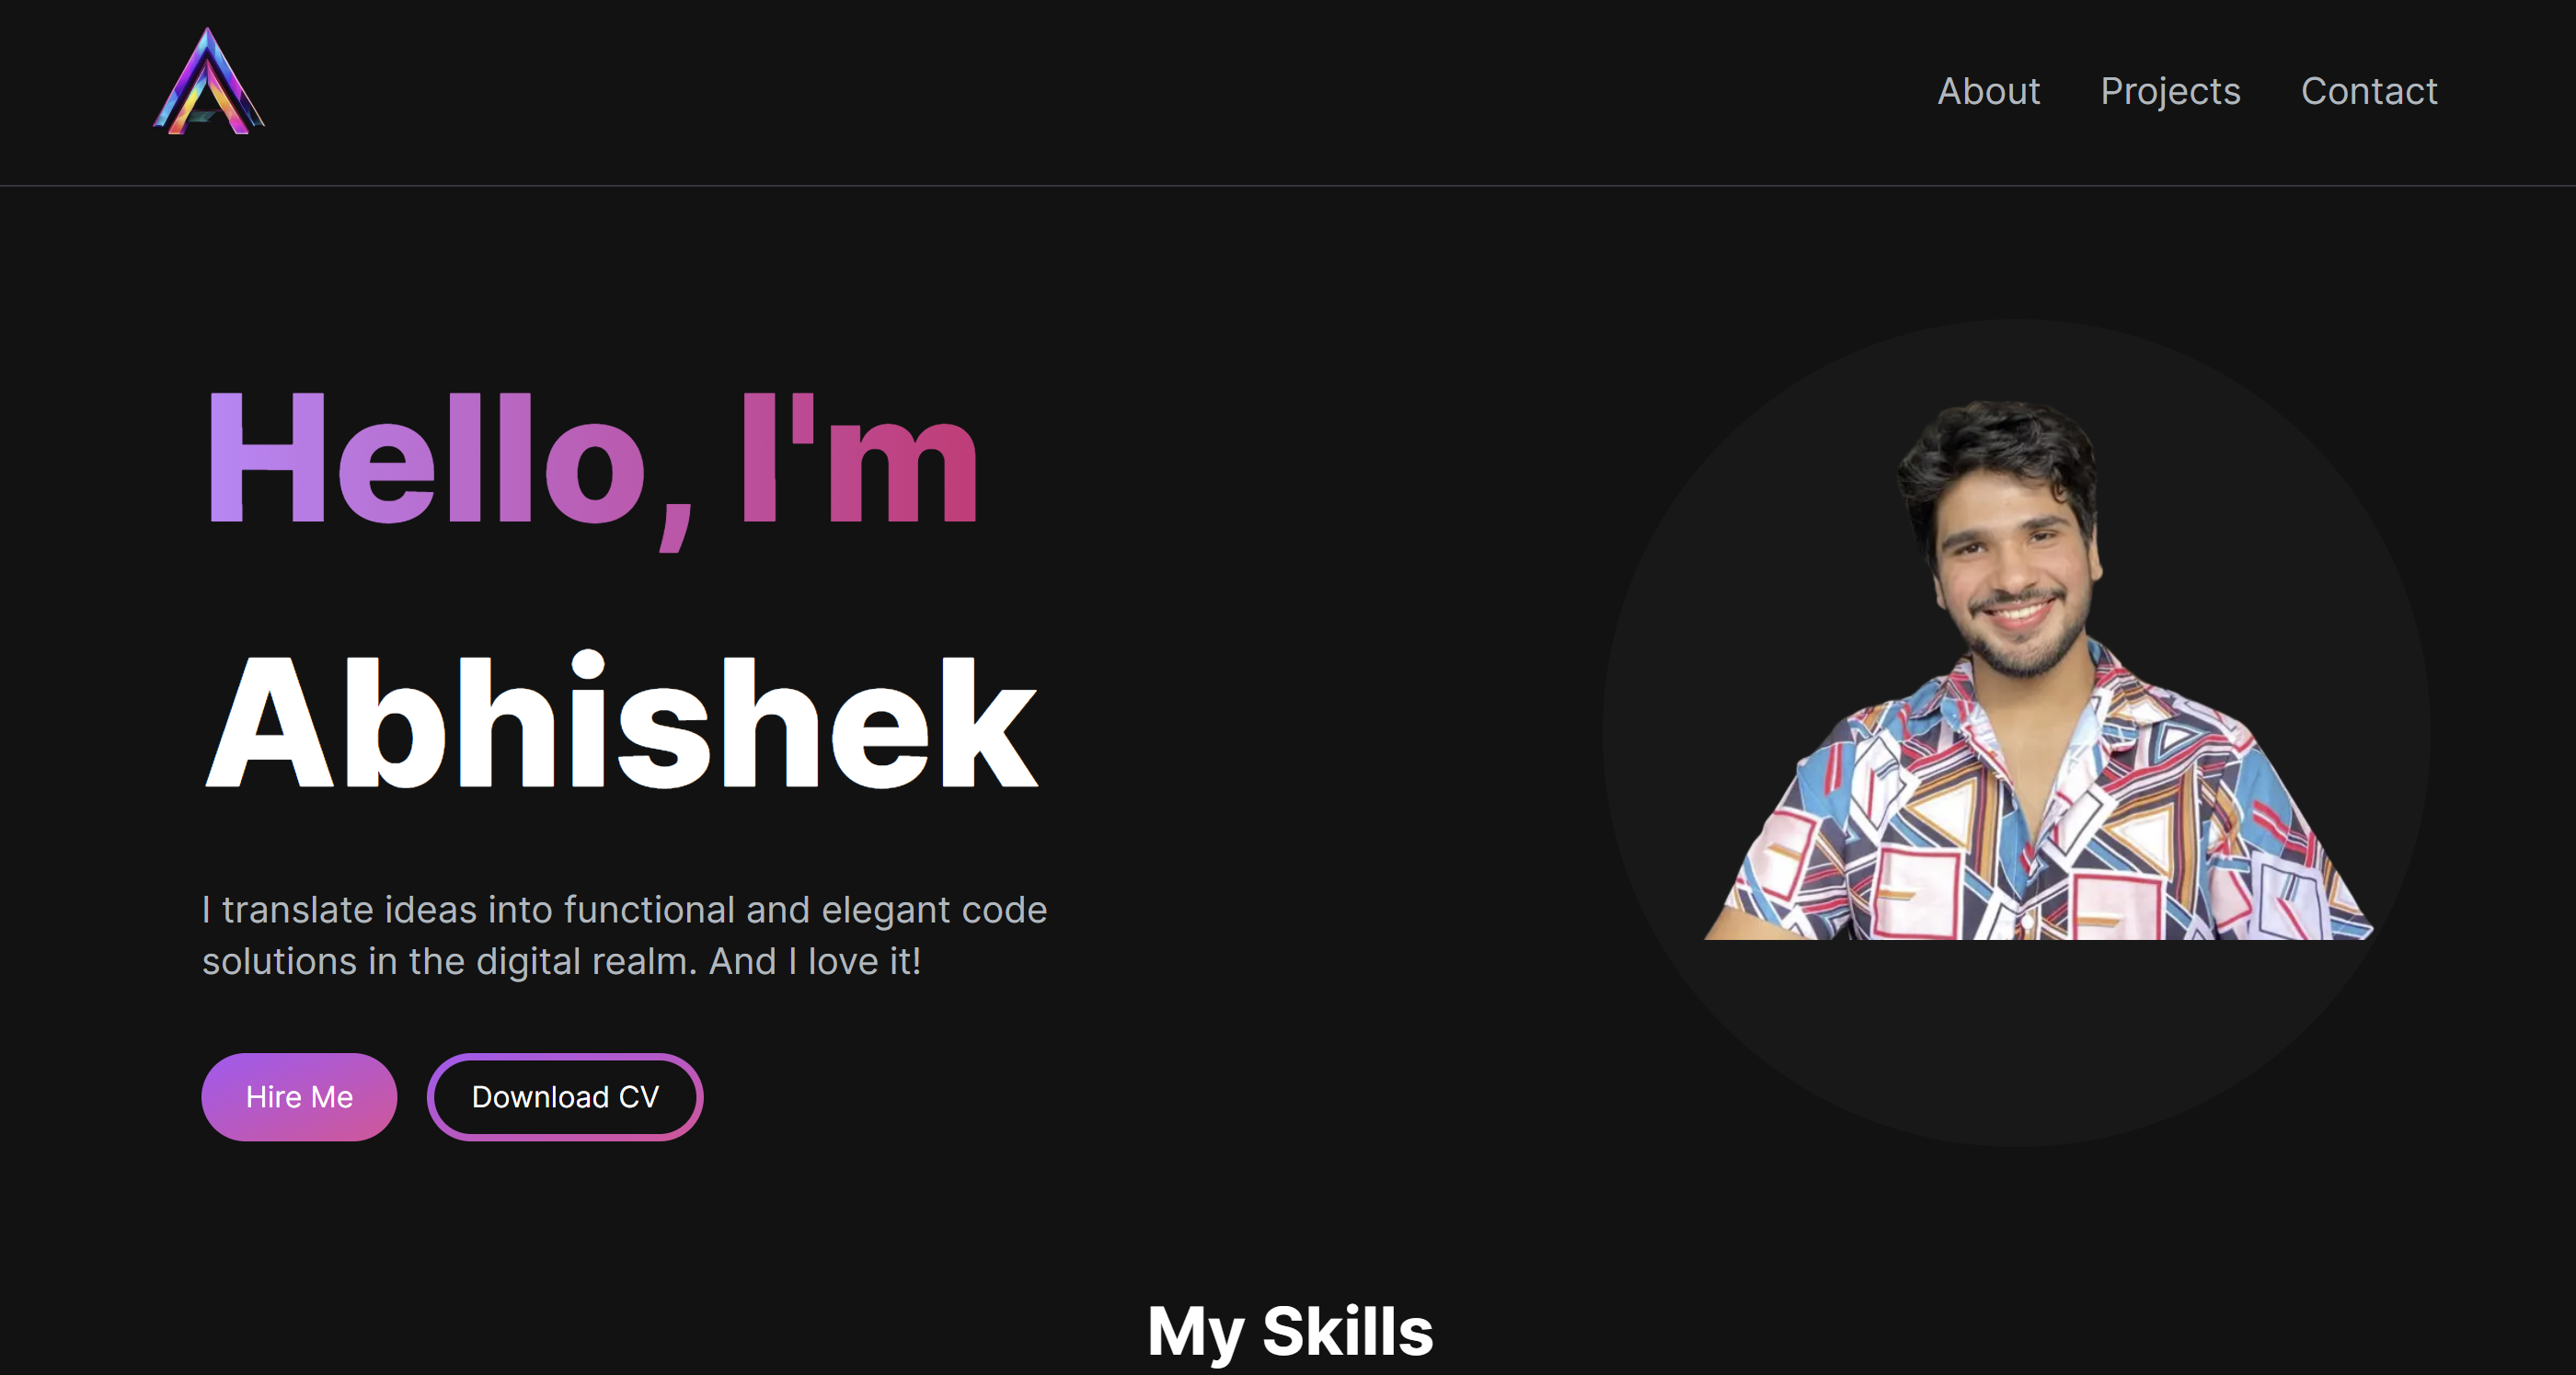 About Projects Contact
Hello, I'm
Abhishek
I translate ideas into functional and elegant code
solutions in the digital realm. And I love it!
Hire Me Download CV
My Skills